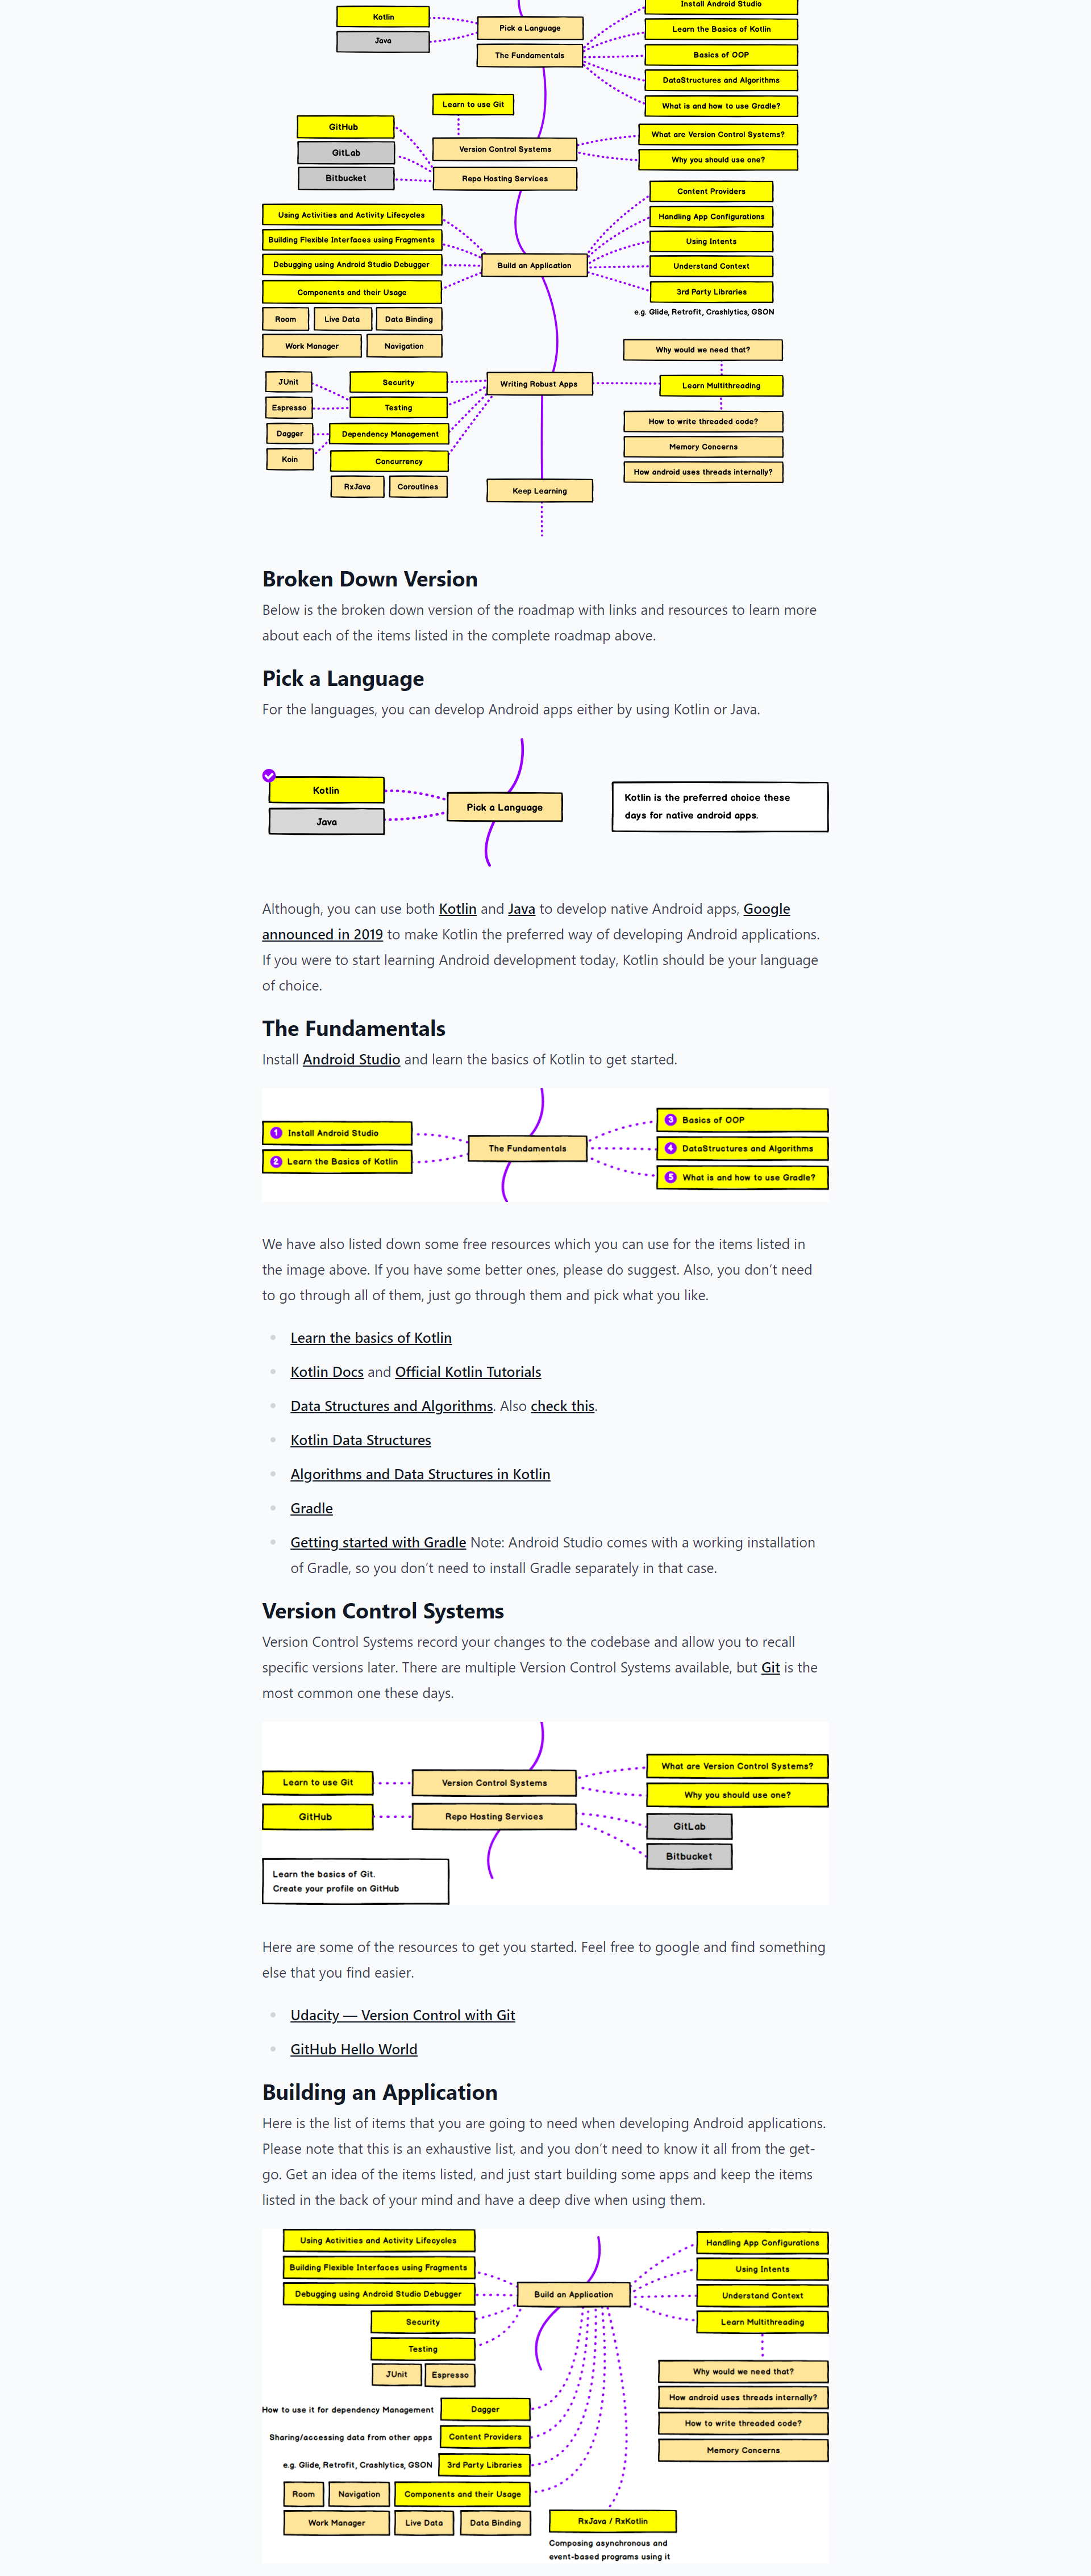 Install Android Studio
Kotlin
Pick a Language
Learn the Basics of Kotlin
Java
The Fundamentals
Basics of OOP
DataStructures and Algorithms
What is and how to use Gradle?
Learn to use Git
GitHub
What are Version Control Systems?
GitLab
Version Control Systems
Why you should use one?
Bitbucket
Repo Hosting Services
Content Providers
Using Activities and Activity Lifecycles
Handling App Configurations
Building Flexible Interfaces using Fragments
Using Intents
Debugging using Android Studio Debugger
Build an Application
Understand Context
Components and their Usage
3rd Party Libraries
Room
Live Data
Data Binding
e.g. Glide, Retrofit, Crashlytics, GSON
Work Manager
Navigation
Why would we need that?
JUnit
Security
Writing Robust Apps
Learn Multithreading
Espresso
Testing
How to write threaded code?
Dagger
Dependency Management
Memory Concerns
Koin
Concurrency
How android uses threads internally?
RxJava
Coroutines
Keep Learning
Broken Down Version
Below is the broken down version of the roadmap with links and resources to learn more
about each of the items listed in the complete roadmap above.
Pick a Language
For the languages, you can develop Android apps either by using Kotlin or Java.
Kotlin
Java
Pick a Language
Kotlin is the preferred choice these
days for native android apps.
Although, you can use both Kotlin and Java to develop native Android apps, Google
announced in 2019 to make Kotlin the preferred way of developing Android applications.
If you were to start learning Android development today, Kotlin should be your language
of choice.
The Fundamentals
Install Android Studio and learn the basics of Kotlin to get started.
1 Install Android Studio
2 Learn the Basics of Kotlin
The Fundamentals
3 Basics of OOP
4 DataStructures and Algorithms
5 What is and how to use Gradle?
We have also listed down some free resources which you can use for the items listed in
the image above. If you have some better ones, please do suggest. Also, you don't need
to go through all of them, just go through them and pick what you like.
Learn the basics of Kotlin
Kotlin Docs and Official Kotlin Tutorials
Data Structures and Algorithms. Also check this.
Kotlin Data Structures
Algorithms and Data Structures in Kotlin
Gradle
Getting started with Gradle Note: Android Studio comes with a working installation
of Gradle, so you don't need to install Gradle separately in that case.
Version Control Systems
Version Control Systems record your changes to the codebase and allow you to recall
specific versions later. There are multiple Version Control Systems available, but Git is the
most common one these days.
Learn to use Git
Version Control Systems
What are Version Control Systems?
Why you should use one?
GitHub
Repo Hosting Services
GitLab
Bitbucket
Learn the basics of Git.
Create your profile on GitHub
Here are some of the resources to get you started. Feel free to google and find something
else that you find easier.
Udacity — Version Control with Git
GitHub Hello World
Building an Application
Here is the list of items that you are going to need when developing Android applications.
Please note that this is an exhaustive list, and you don't need to know it all from the get-
go. Get an idea of the items listed, and just start building some apps and keep the items
listed in the back of your mind and have a deep dive when using them.
Using Activities and Activity Lifecycles
Handling App Configurations
Building Flexible Interfaces using Fragments
Using Intents
Debugging using Android Studio Debugger
Build an Application
Understand Context
Security
Learn Multithreading
Testing
JUnit
Espresso
Why would we need that?
How android uses threads internally?
How to use it for dependency Management
Dagger
How to write threaded code?
Sharing/accessing data from other apps
Content Providers
Memory Concerns
e.g. Glide, Retrofit, Crashlytics, GSON
3rd Party Libraries
Room
Navigation
Components and their Usage
Work Manager
Live Data
Data Binding
RxJava / RxKotlin
Composing asynchronous and
event-based programs using it